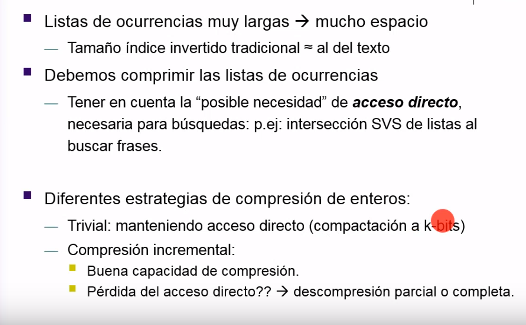 Listas de ocurrencias muy largas → mucho espacio
— Tamaño índice invertido tradicional ≈ al del texto
Debemos comprimir las listas de ocurrencias
— Tener en cuenta la “posible necesidad” de acceso directo,
necesaria para búsquedas: p.ej: intersección SVS de listas al
buscar frases.
Diferentes estrategias de compresión de enteros:
— Trivial: manteniendo acceso directo (compactación a k-bits)
— Compresión incremental:
Buena capacidad de compresión.
Pérdida del acceso directo?? → descompresión parcial o completa.